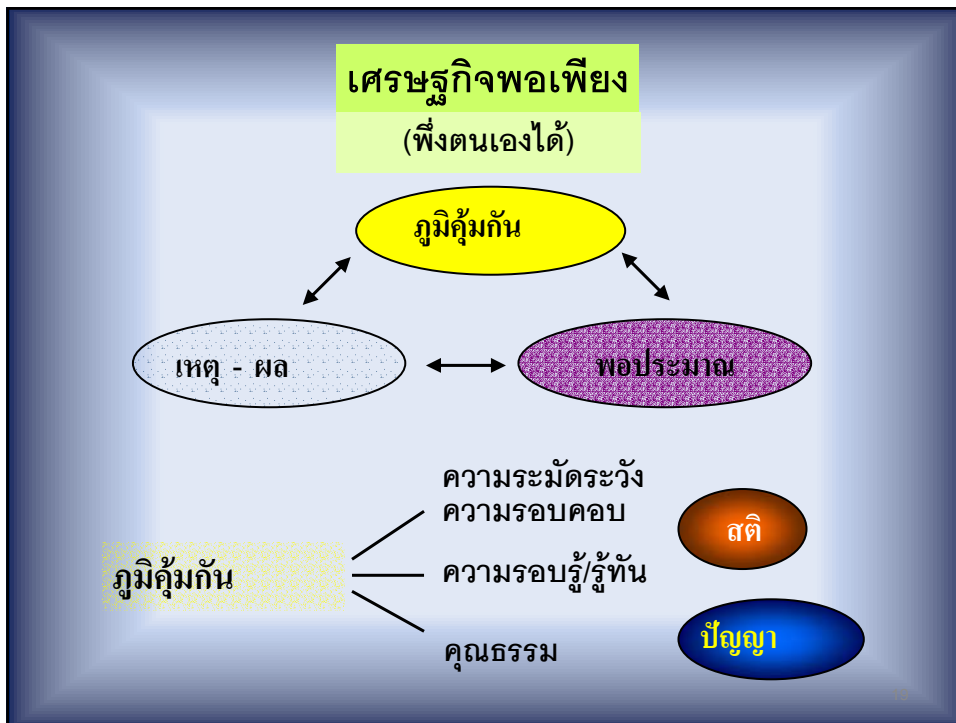 เศรษฐกิจพอเพียง
(พึ่งตนเองได้)
ภูมิคุ้มกัน
เหตุ - ผล
พอประมาณ
ความระมัดระวัง
ความรอบคอบ
สติ
ภูมิคุ้มกัน
ความรอบรู้/รู้ทัน
ปัญญา
คุณธรรม